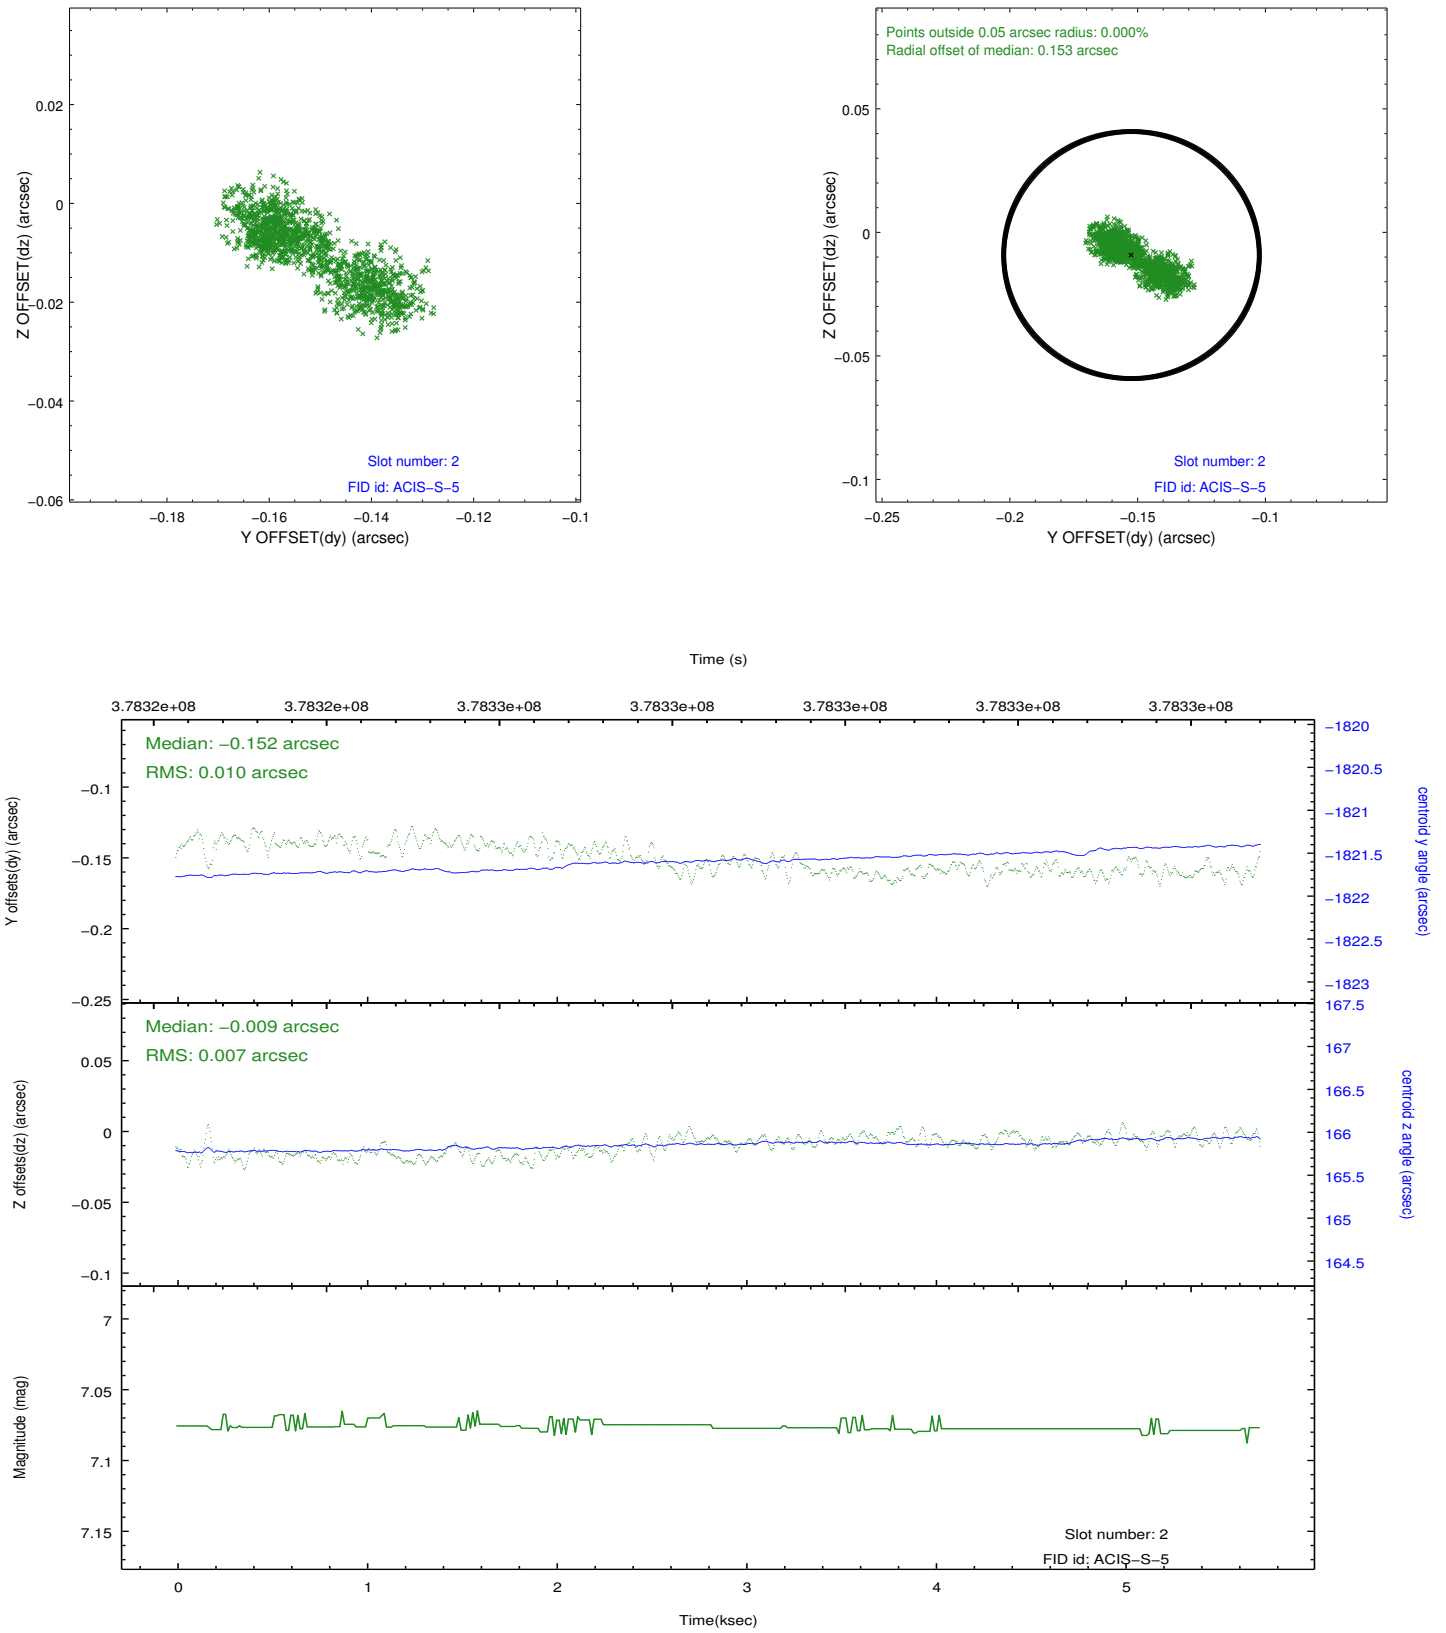 0.02
0
−0.02
−0.04
−0.06
Z OFFSET(dz) (arcsec)
Slot number: 2
FID id: ACIS−S−5
−0.18
−0.16
−0.14
−0.12
−0.1
Y OFFSET(dy) (arcsec)
Points outside 0.05 arcsec radius: 0.000%
Radial offset of median: 0.153 arcsec
0.05
0
−0.05
−0.1
Z OFFSET(dz) (arcsec)
Slot number: 2
FID id: ACIS−S−5
−0.25
−0.2
−0.15
−0.1
Y OFFSET(dy) (arcsec)
Time (s)
3.7832e+08 3.7832e+08 3.7833e+08 3.7833e+08 3.7833e+08 3.7833e+08 3.7833e+08
Median: −0.152 arcsec
RMS: 0.010 arcsec
−0.1
−0.15
−0.2
−0.25
Y offsets(dy) (arcsec)
−1820
−1820.5
−1821
−1821.5
−1822
−1822.5
−1823
centroid y angle (arcsec)
Median: −0.009 arcsec
RMS: 0.007 arcsec
0.05
0
−0.05
−0.1
Z offsets(dz) (arcsec)
167.5
167
166.5
166
165.5
165
164.5
centroid z angle (arcsec)
7
7.05
7.1
7.15
Magnitude (mag)
Slot number: 2
FID id: ACIS−S−5
0 1 2 3 4 5
Time(ksec)